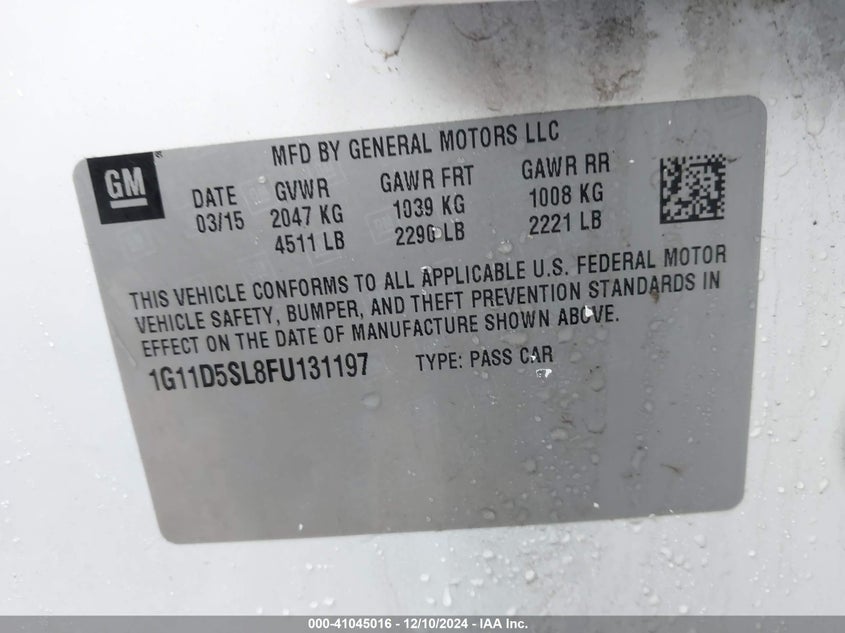 MFD BY GENERAL MOTORS LLC
GM
DATE GVWR GAWR FRT GAWR RR
03/15 2047 KG 1039 KG 1008 KG
4511 LB 2290 LB 2221 LB
THIS VEHICLE CONFORMS TO ALL APPLICABLE U.S. FEDERAL MOTOR
VEHICLE SAFETY, BUMPER, AND THEFT PREVENTION STANDARDS IN
EFFECT ON THE DATE OF MANUFACTURE SHOWN ABOVE.
1G11D5SL8FU131197 TYPE: PASS CAR
000-41045016 - 12/10/2024 - IAAI, Inc.